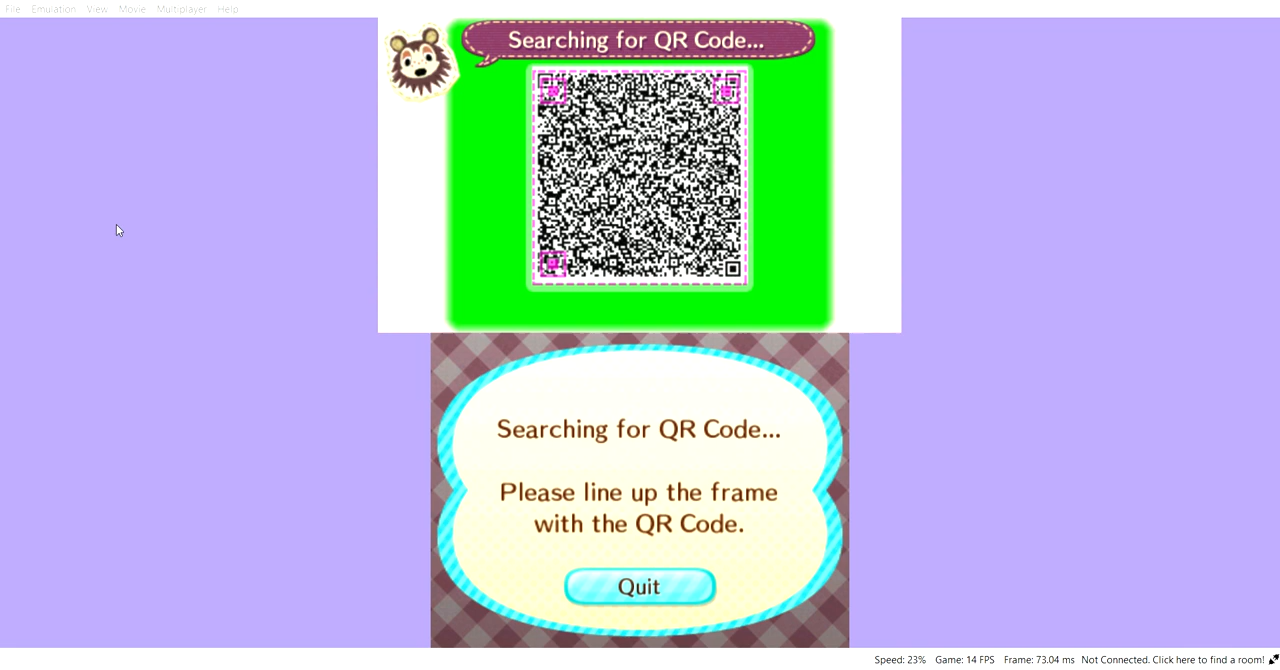 File Emulation View Movie Multiplayer Help
Searching for QR Code...
Searching for QR Code...
Please line up the frame
with the QR Code.
Quit
Speed: 23% Game: 14 FPS Frame: 73.04 ms Not Connected. Click here to find a room!